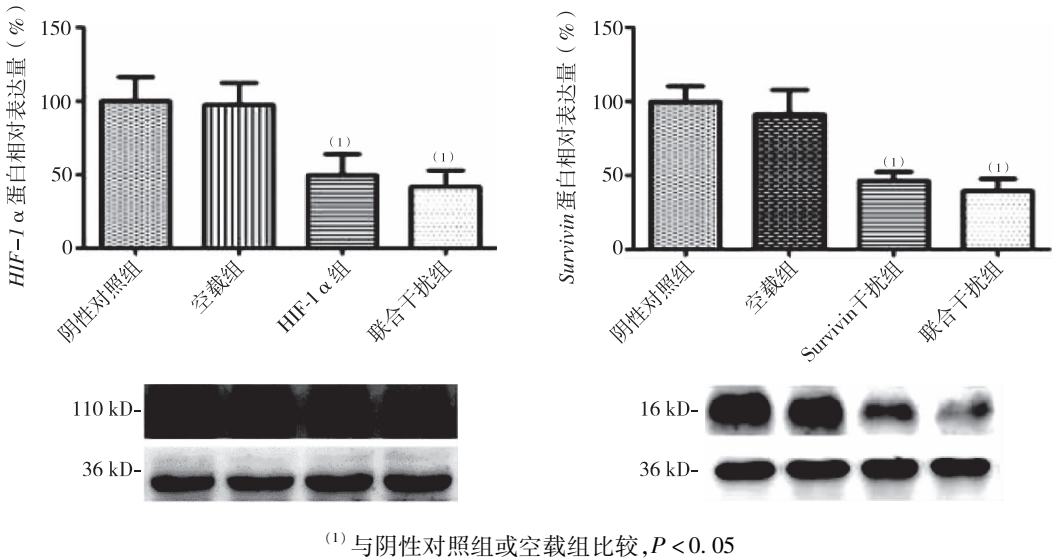 HIF-1α蛋白相对表达量(%)
150
100
50
0
(1)
(1)
阴性对照组
空载组
HIF-1α组
联合干扰组
110 kD-
36 kD-
Survivin蛋白相对表达量(%)
150
100
50
0
(1)
(1)
阴性对照组
空载组
Survivin干扰组
联合干扰组
16 kD-
36 kD-
(1)与阴性对照组或空载组比较,P<0.05